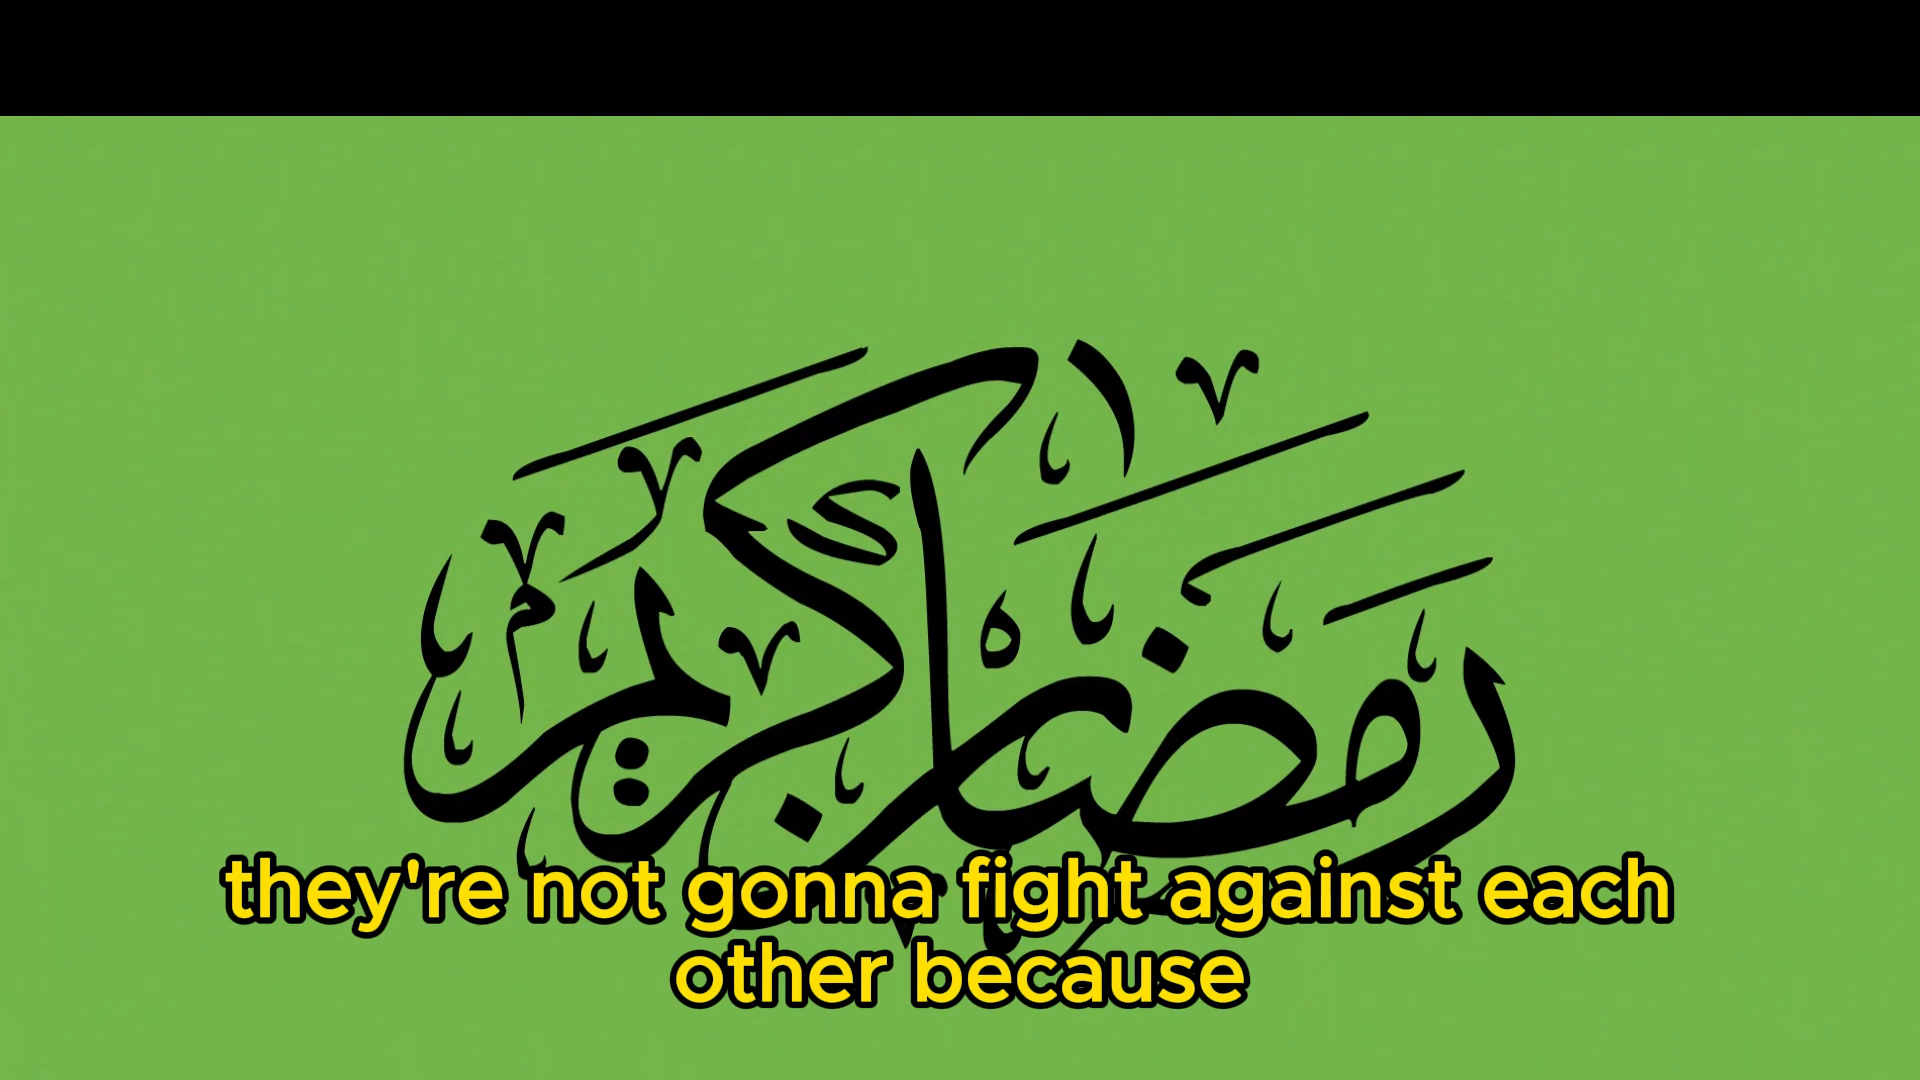 رمضان كريم
they're not gonna fight against each
other because